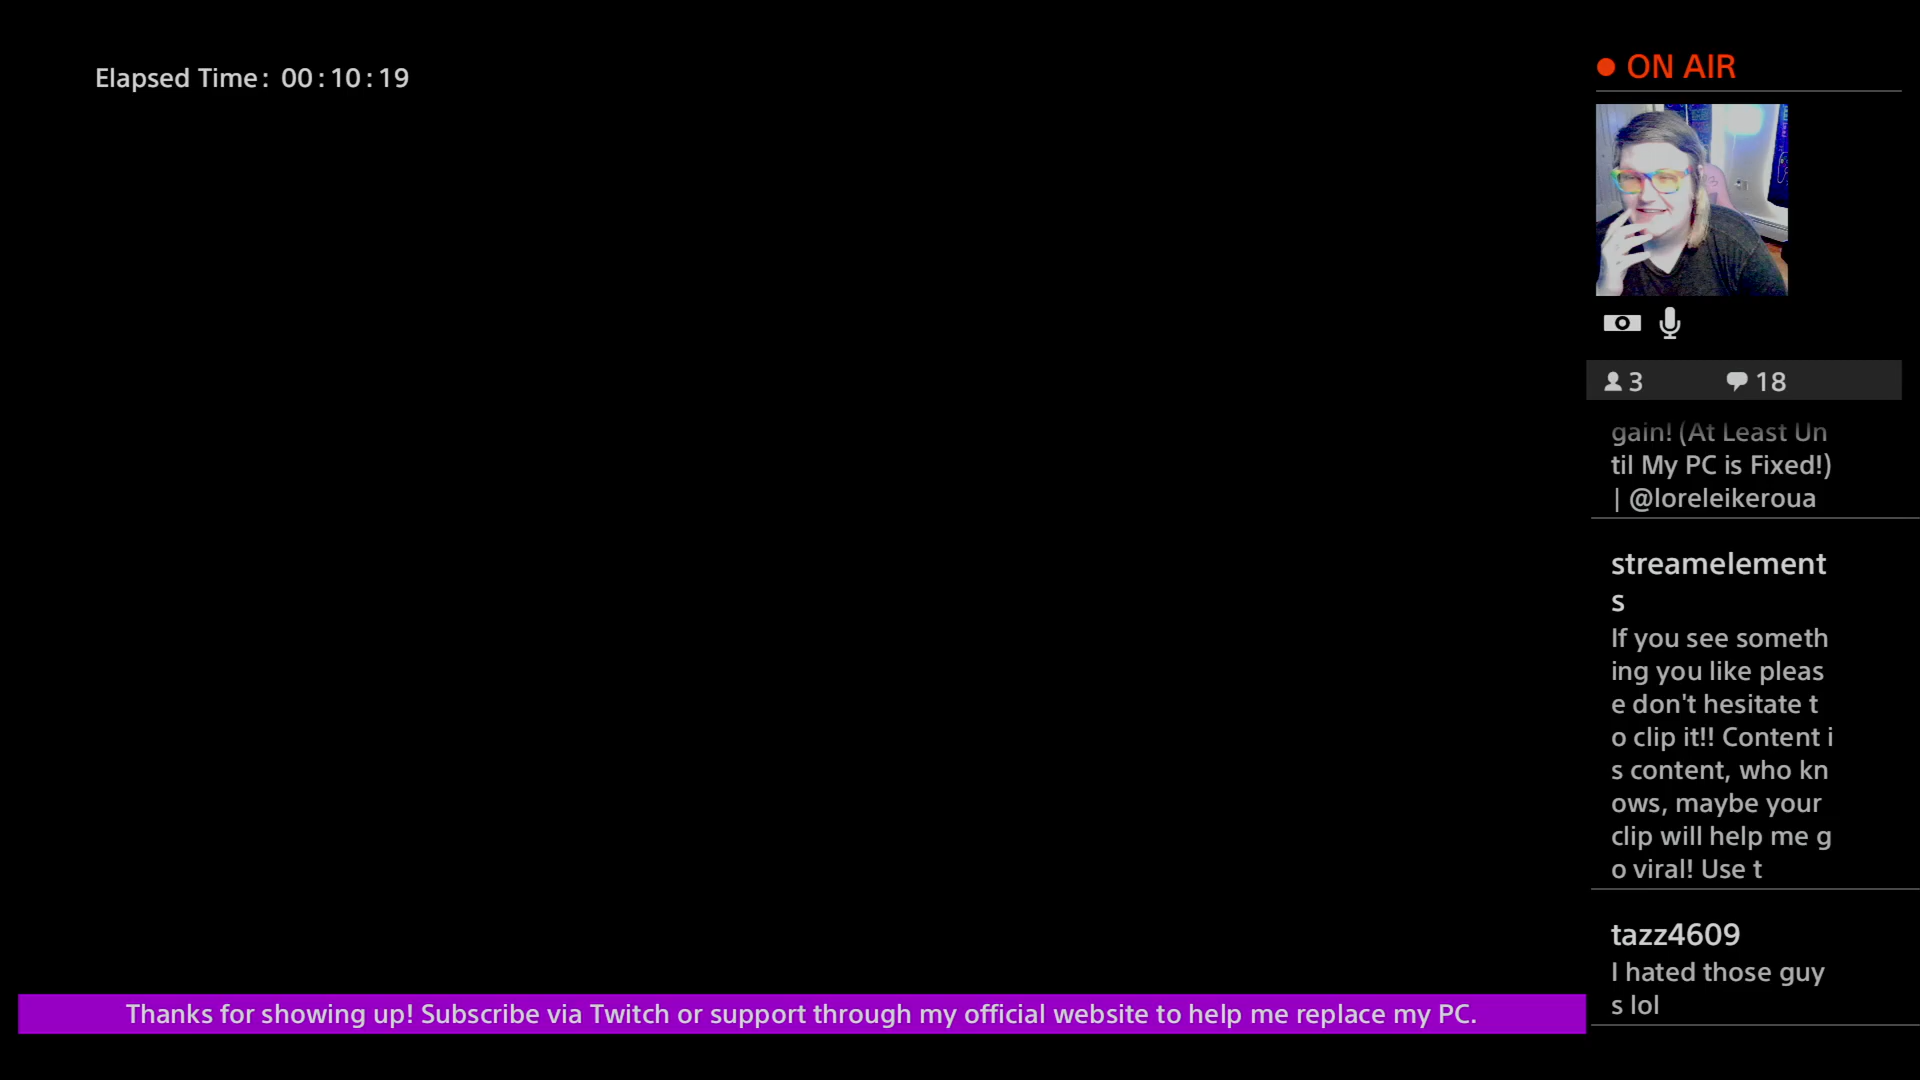 Elapsed Time: 00:10:19
ON AIR
3
18
gain! (At Least Un
til My PC is Fixed!)
| @loreleikeroua
streamelement
s
If you see someth
ing you like pleas
e don't hesitate t
o clip it!! Content i
s content, who kn
ows, maybe your
clip will help me g
o viral! Use t
tazz4609
I hated those guy
s lol
Thanks for showing up! Subscribe via Twitch or support through my official website to help me replace my PC.